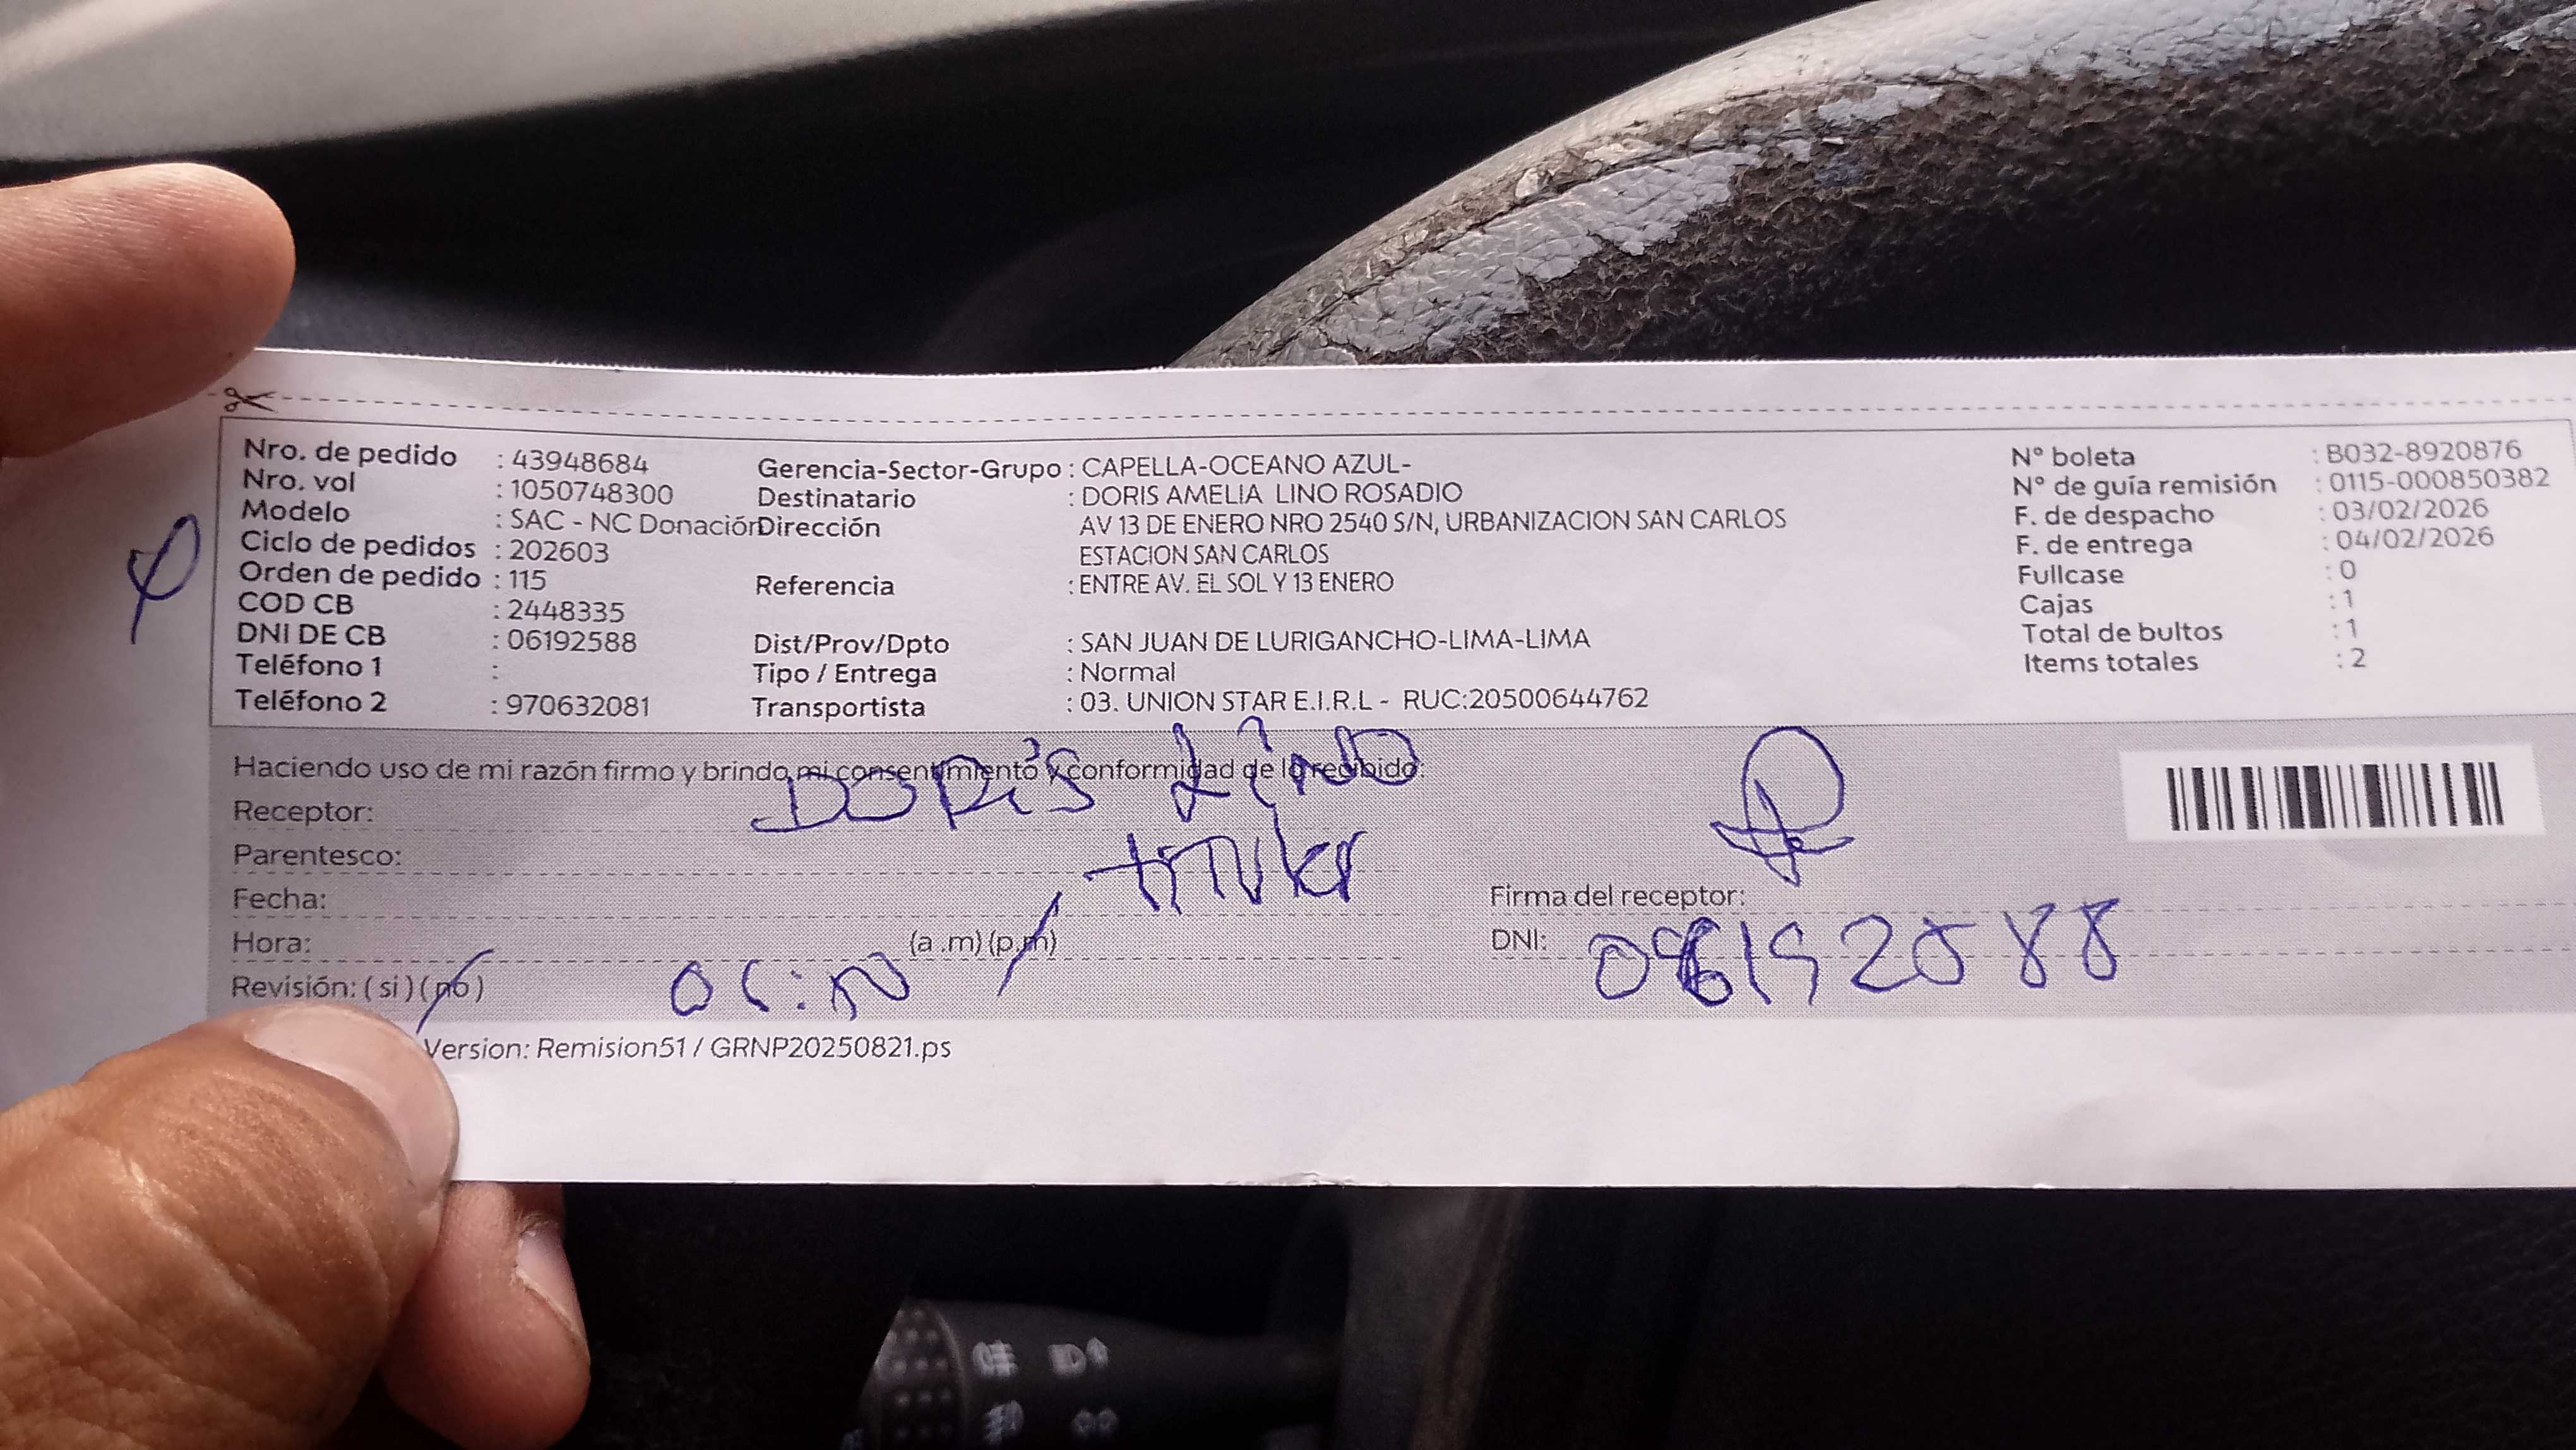 Nro. de pedido : 43948684
Nro. vol : 1050748300
Modelo : SAC - NC Donación
Ciclo de pedidos : 202603
Orden de pedido : 115
COD CB : 2448335
DNI DE CB : 06192588
Teléfono 1 :
Teléfono 2 : 970632081
Gerencia-Sector-Grupo : CAPELLA-OCEANO AZUL-
Destinatario : DORIS AMELIA LINO ROSADIO
Dirección AV 13 DE ENERO NRO 2540 S/N, URBANIZACION SAN CARLOS
ESTACION SAN CARLOS
Referencia : ENTRE AV. EL SOL Y 13 ENERO
Dist/Prov/Dpto : SAN JUAN DE LURIGANCHO-LIMA-LIMA
Tipo / Entrega : Normal
Transportista : 03. UNION STAR E.I.R.L - RUC:20500644762
N° boleta : B032-8920876
N° de guía remisión : 0115-000850382
F. de despacho : 03/02/2026
F. de entrega : 04/02/2026
Fullcase : 0
Cajas : 1
Total de bultos : 1
Items totales : 2
Haciendo uso de mi razón firmo y brindo mi consentimiento y conformidad de lo recibido:
Receptor: DORIS Lino
Parentesco:
Fecha:
Hora: (a .m) (p.m)
Revisión: ( si ) ( no )
Firma del receptor:
DNI: 06192588
Version: Remision51 / GRNP20250821.ps